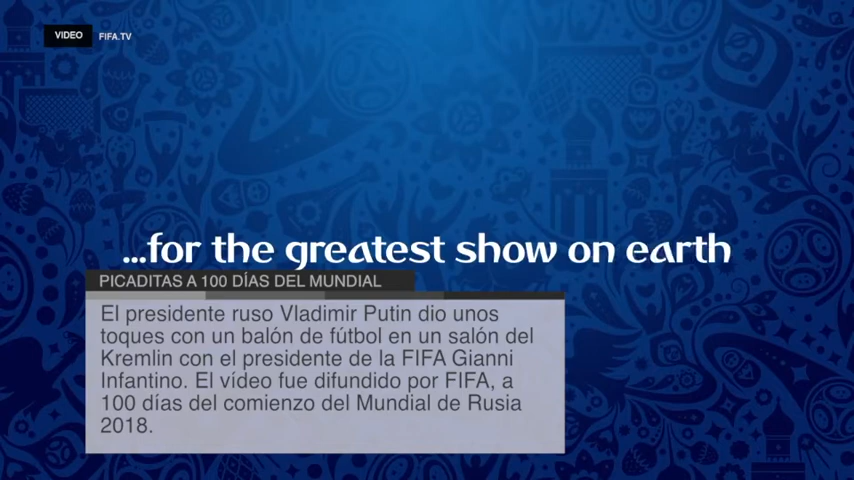 VIDEO FIFA.TV
...for the greatest show on earth
PICADITAS A 100 DÍAS DEL MUNDIAL
El presidente ruso Vladimir Putin dio unos
toques con un balón de fútbol en un salón del
Kremlin con el presidente de la FIFA Gianni
Infantino. El vídeo fue difundido por FIFA, a
100 días del comienzo del Mundial de Rusia
2018.